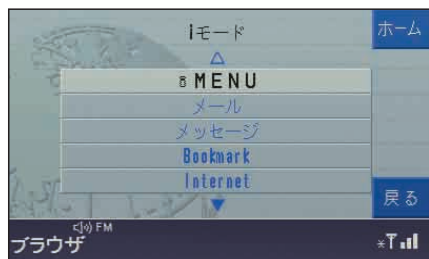 iモード
ホーム
iMENU
メール
メッセージ
Bookmark
Internet
戻る
FM
ブラウザ